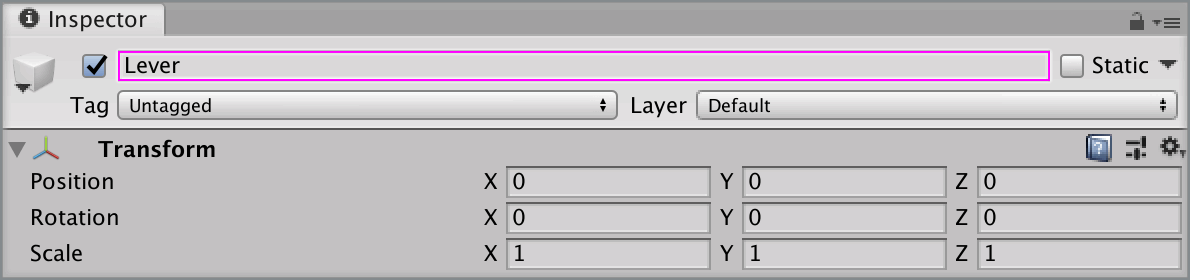 Inspector
Lever Static
Tag Untagged Layer Default
Transform
Position X 0 Y 0 Z 0
Rotation X 0 Y 0 Z 0
Scale X 1 Y 1 Z 1